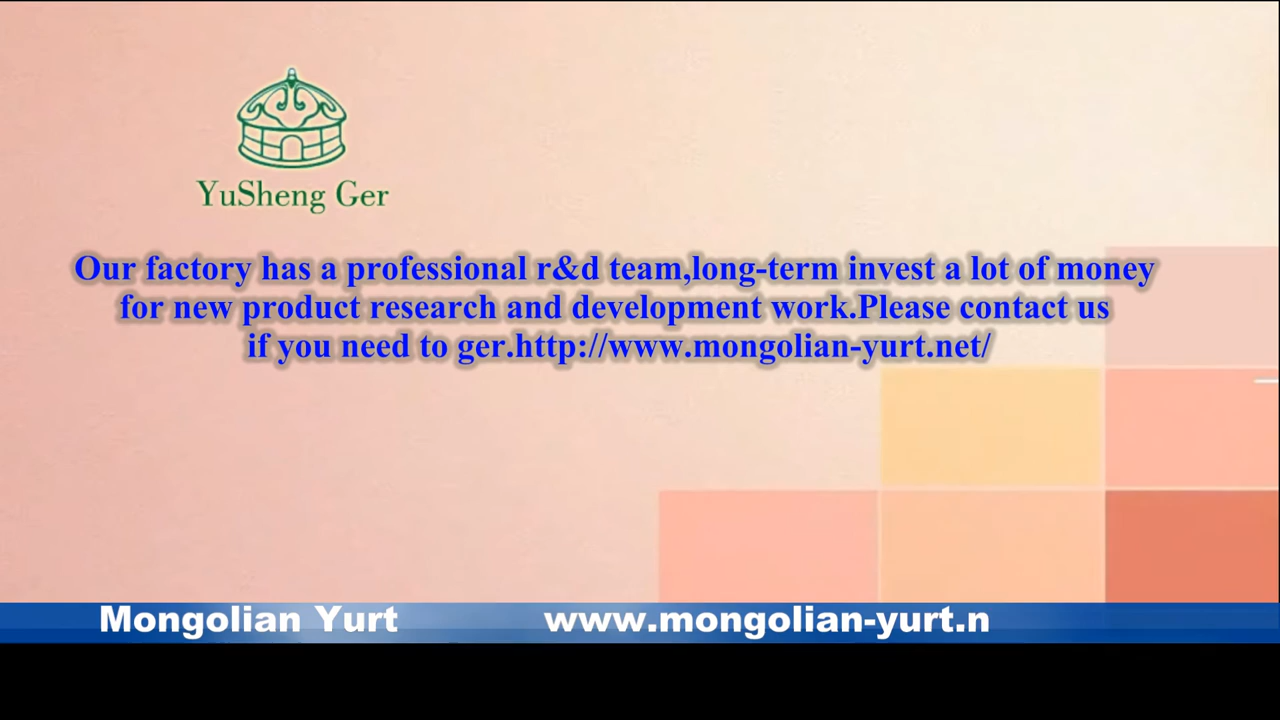 YuSheng Ger
Our factory has a professional r&d team,long-term invest a lot of money
for new product research and development work.Please contact us
if you need to ger.http://www.mongolian-yurt.net/
Mongolian Yurt www.mongolian-yurt.n